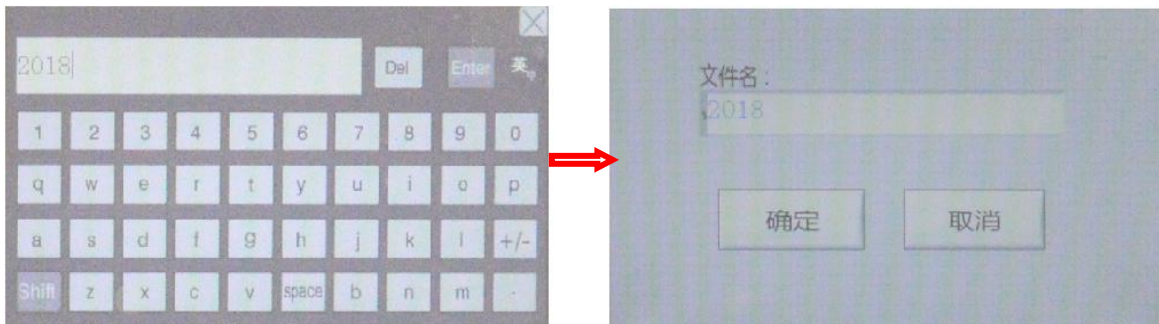 2018
Del
Enter
英中
1 2 3 4 5 6 7 8 9 0
q w e r t y u i o p
a s d f g h j k l +/-
Shift z x c v space b n m .
文件名：
2018
确定
取消